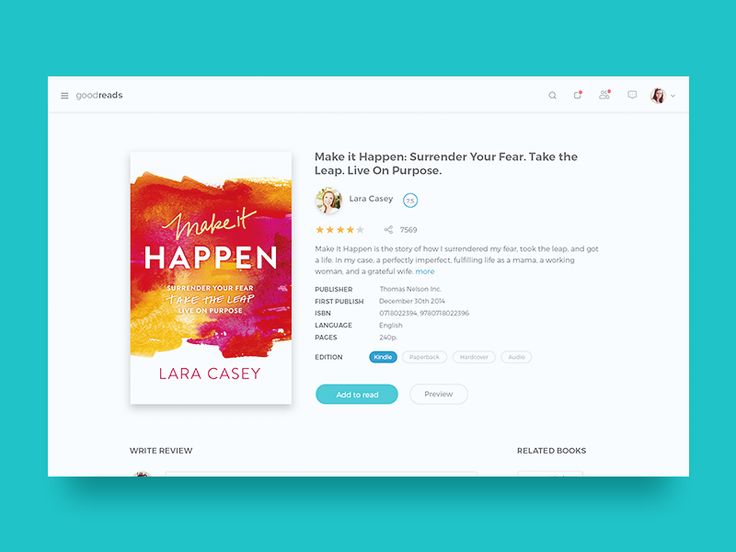 goodreads
make it
HAPPEN
SURRENDER YOUR FEAR
TAKE THE LEAP
LIVE ON PURPOSE
LARA CASEY
Make it Happen: Surrender Your Fear. Take the
Leap. Live On Purpose.
Lara Casey 7.5
7569
Make It Happen is the story of how I surrendered my fear, took the leap, and got
a life. In my case, a perfectly imperfect, fulfilling life as a mama, a working
woman, and a grateful wife. more
PUBLISHER Thomas Nelson Inc.
FIRST PUBLISH December 30th 2014
ISBN 0718022394, 9780718022396
LANGUAGE English
PAGES 240p.
EDITION Kindle Paperback Hardcover Audio
Add to read Preview
WRITE REVIEW RELATED BOOKS